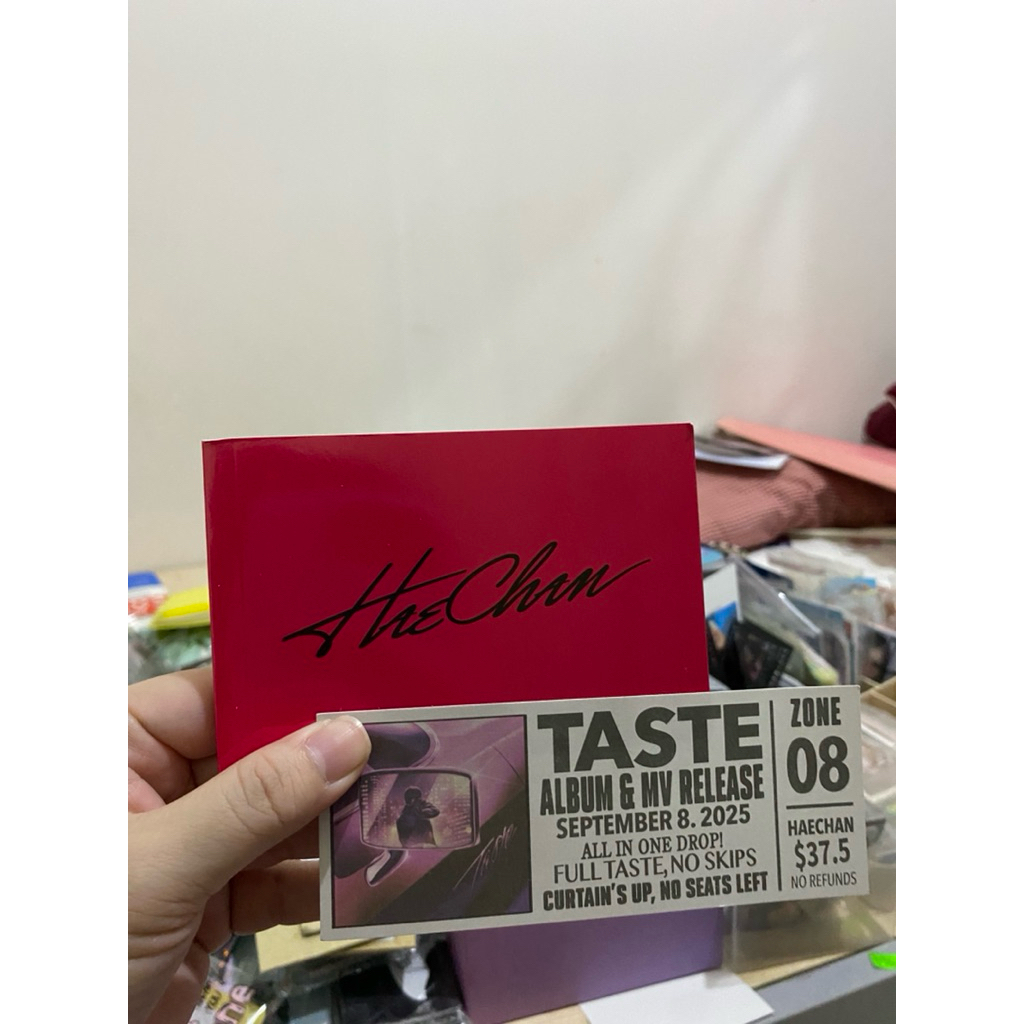 HaeChan
TASTE
ALBUM & MV RELEASE
SEPTEMBER 8. 2025
ALL IN ONE DROP!
FULL TASTE, NO SKIPS
CURTAIN'S UP, NO SEATS LEFT
ZONE
08
HAECHAN
$37.5
NO REFUNDS
Taste